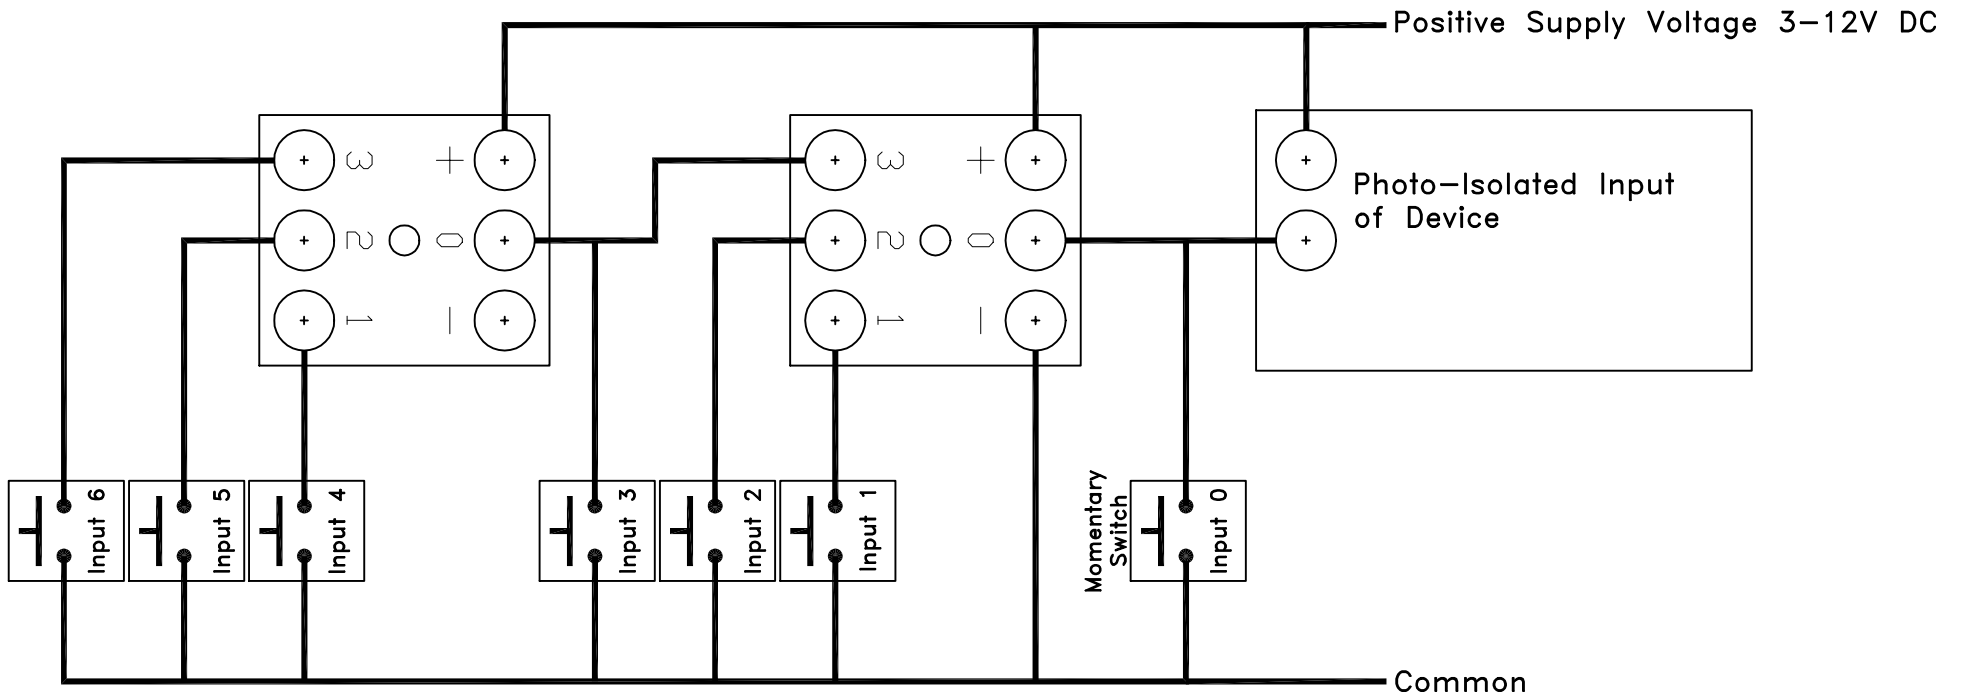 Positive Supply Voltage 3-12V DC
3 +
2 0
1 -
3 +
2 0
1 -
Photo-Isolated Input
of Device
Input 6
Input 5
Input 4
Input 3
Input 2
Input 1
Momentary
Switch
Input 0
Common